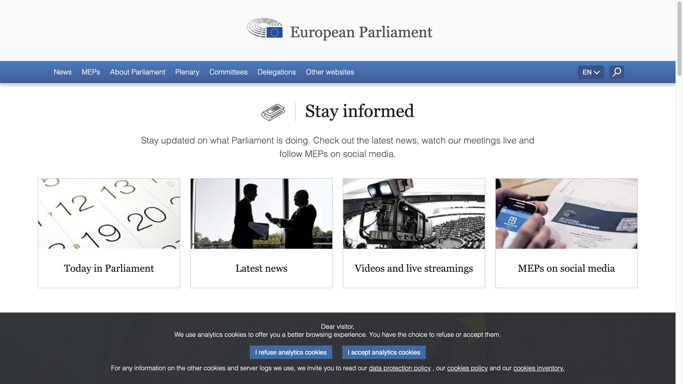 European Parliament
News MEPs About Parliament Plenary Committees Delegations Other websites EN
Stay informed
Stay updated on what Parliament is doing. Check out the latest news, watch our meetings live and
follow MEPs on social media.
12 13
19 20
Today in Parliament
Latest news
Videos and live streamings
MEPs on social media
Dear visitor,
We use analytics cookies to offer you a better browsing experience. You have the choice to refuse or accept them.
I refuse analytics cookies I accept analytics cookies
For any information on the other cookies and server logs we use, we invite you to read our data protection policy , our cookies policy and our cookies inventory.